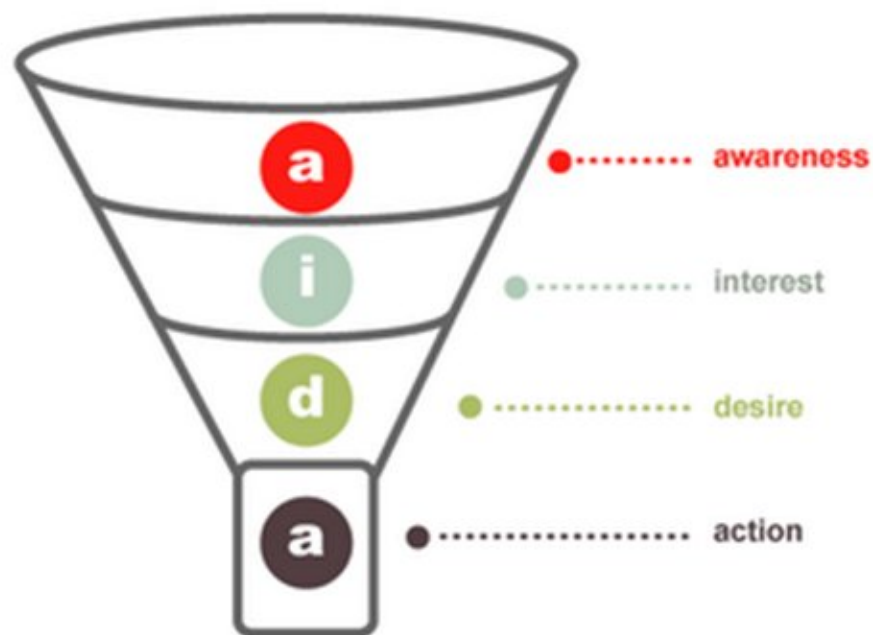 a
awareness
i
interest
d
desire
a
action